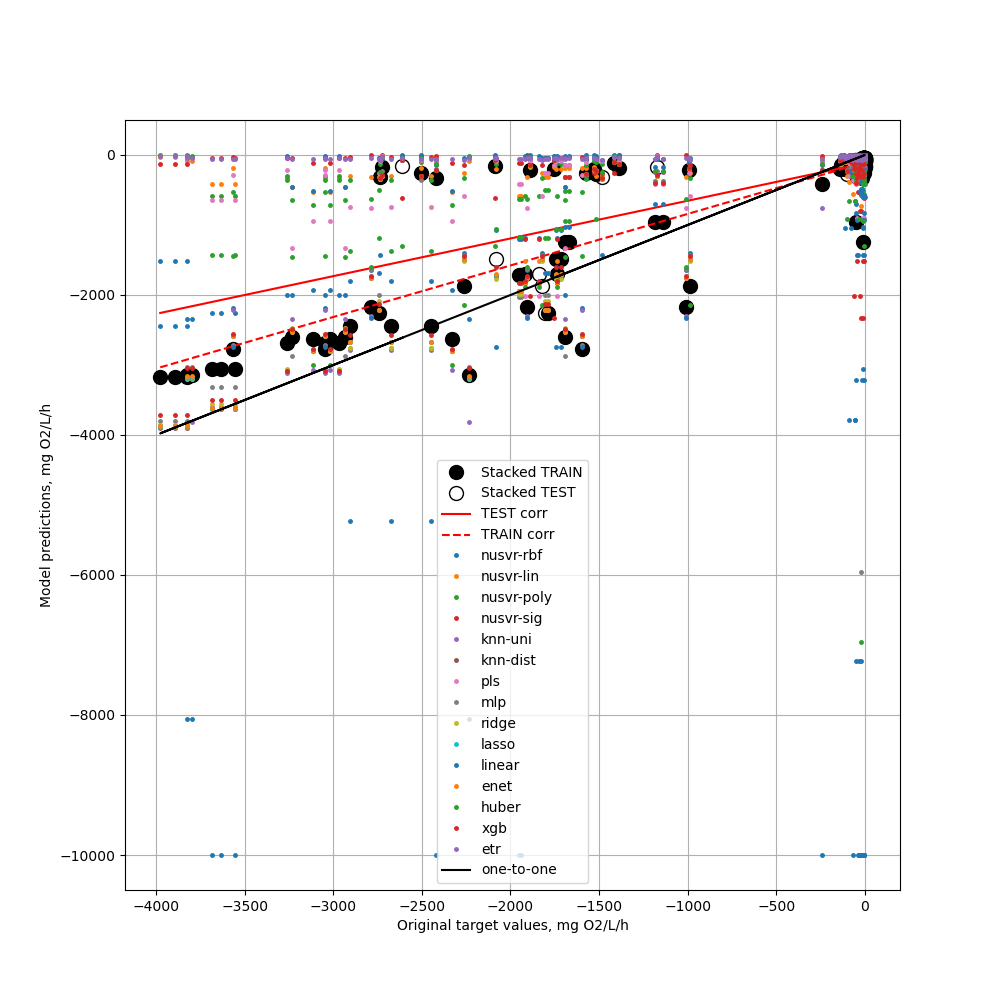 0
−2000
−4000
−6000
−8000
−10000
Model predictions, mg O2/L/h
Stacked TRAIN
Stacked TEST
TEST corr
TRAIN corr
nusvr-rbf
nusvr-lin
nusvr-poly
nusvr-sig
knn-uni
knn-dist
pls
mlp
ridge
lasso
linear
enet
huber
xgb
etr
one-to-one
−4000 −3500 −3000 −2500 −2000 −1500 −1000 −500 0
Original target values, mg O2/L/h